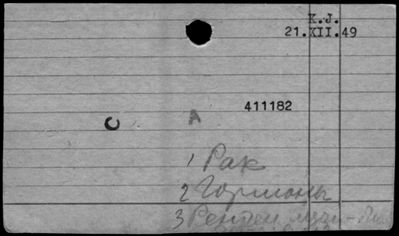 K.J.
21.XII.49
411182
C A
1 Рак
2 Гормоны
3 Рентген